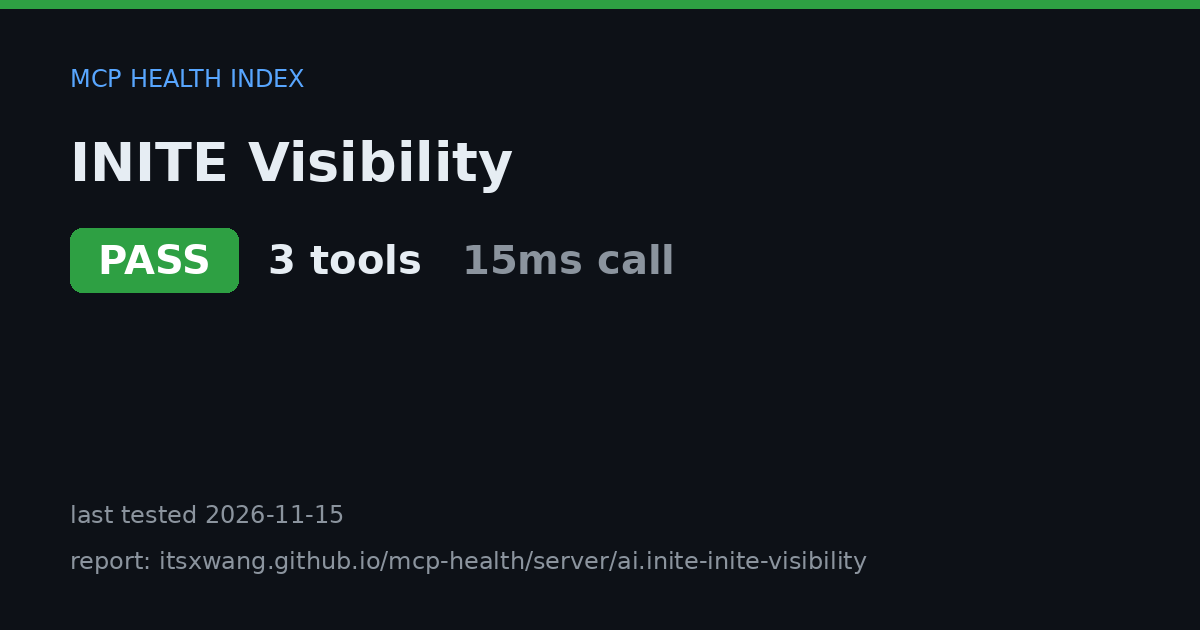 MCP HEALTH INDEX
INITE Visibility
PASS 3 tools 15ms call
last tested 2026-11-15
report: itsxwang.github.io/mcp-health/server/ai.inite-inite-visibility